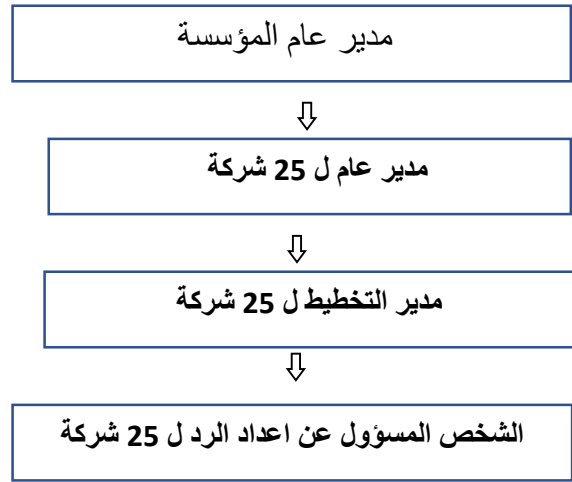 مدير عام المؤسسة
مدير عام ل 25 شركة
مدير التخطيط ل 25 شركة
الشخص المسؤول عن اعداد الرد ل 25 شركة